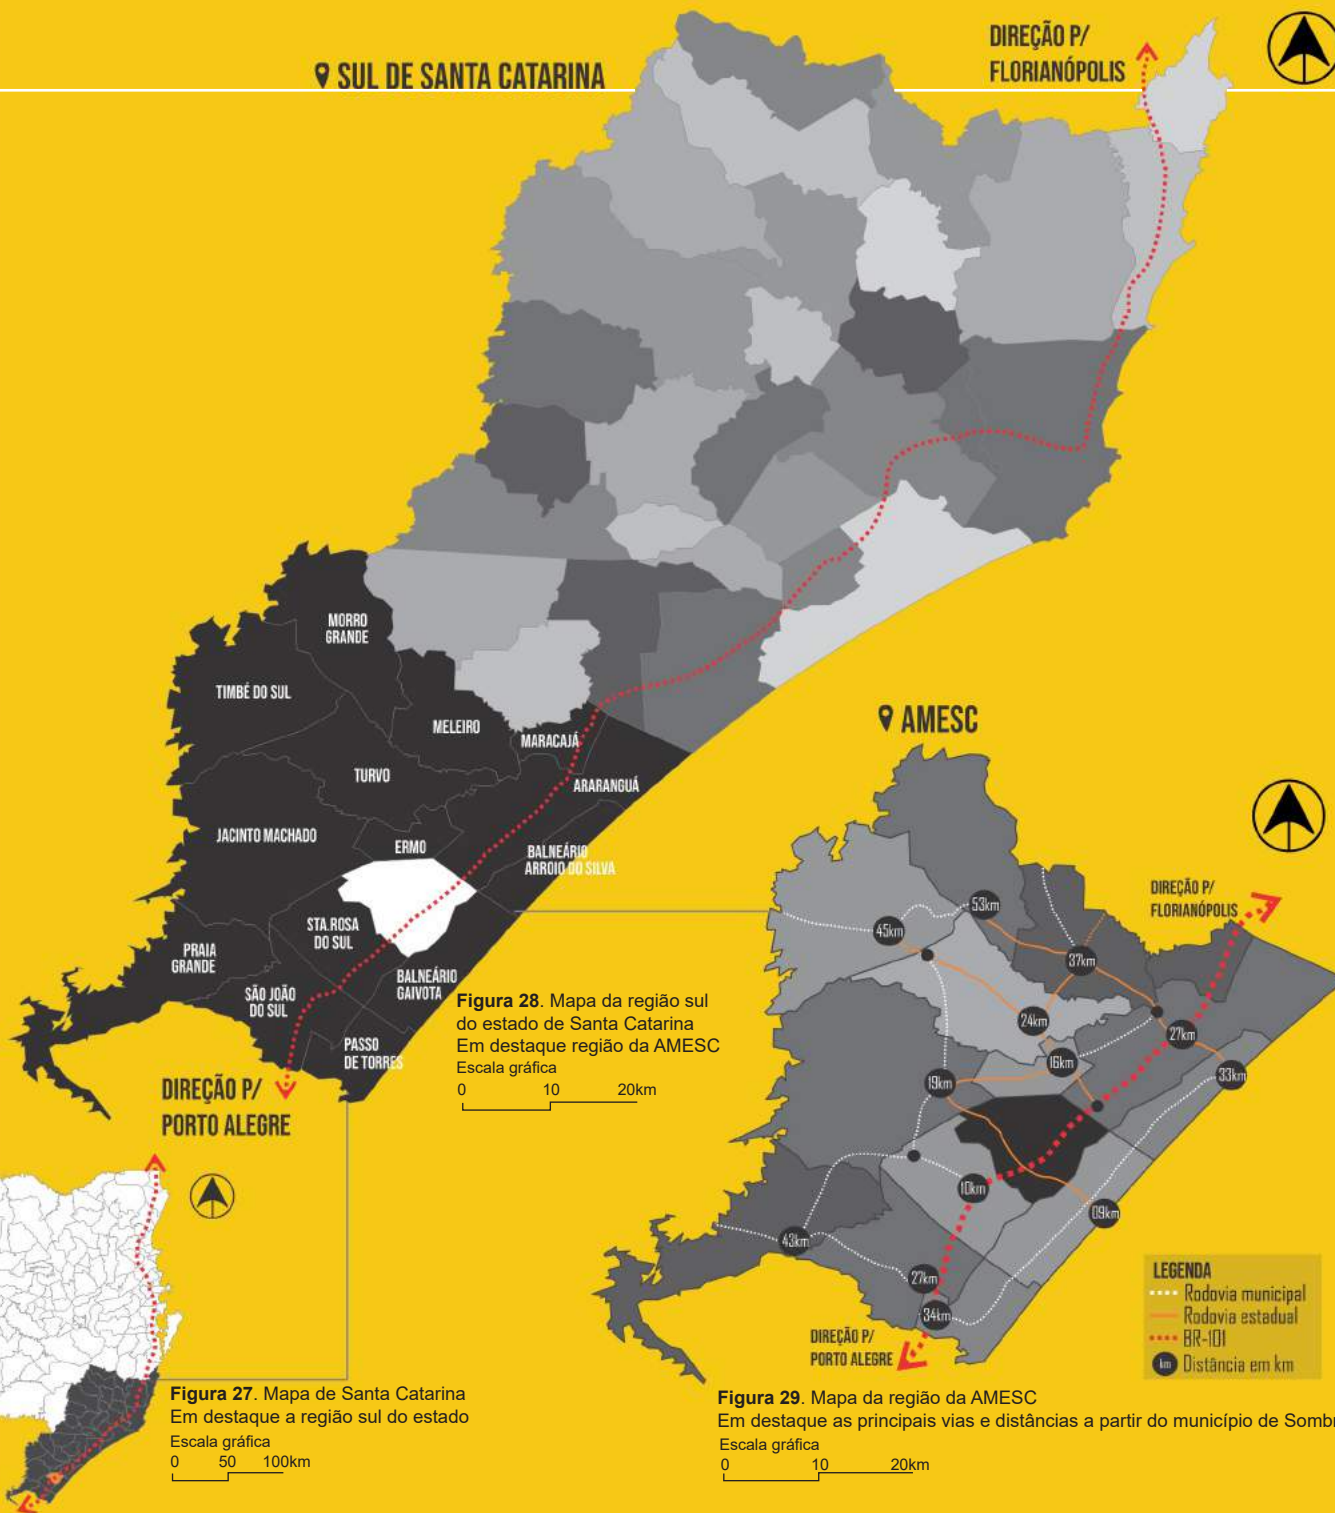 SUL DE SANTA CATARINA
DIREÇÃO P/
FLORIANÓPOLIS
MORRO
GRANDE
TIMBÉ DO SUL
MELEIRO
MARACAJÁ
TURVO
ARARANGUÁ
JACINTO MACHADO
ERMO
BALNEÁRIO
ARROIO DO SILVA
STA.ROSA
DO SUL
PRAIA
GRANDE
BALNEÁRIO
GAIVOTA
SÃO JOÃO
DO SUL
PASSO
DE TORRES
DIREÇÃO P/
PORTO ALEGRE
Figura 28. Mapa da região sul
do estado de Santa Catarina
Em destaque região da AMESC
Escala gráfica
0 10 20km
AMESC
DIREÇÃO P/
FLORIANÓPOLIS
53km
45km
37km
24km
27km
16km
33km
19km
10km
09km
43km
27km
34km
DIREÇÃO P/
PORTO ALEGRE
LEGENDA
Rodovia municipal
Rodovia estadual
BR-101
km Distância em km
Figura 27. Mapa de Santa Catarina
Em destaque a região sul do estado
Escala gráfica
0 50 100km
Figura 29. Mapa da região da AMESC
Em destaque as principais vias e distâncias a partir do município de Sombr
Escala gráfica
0 10 20km